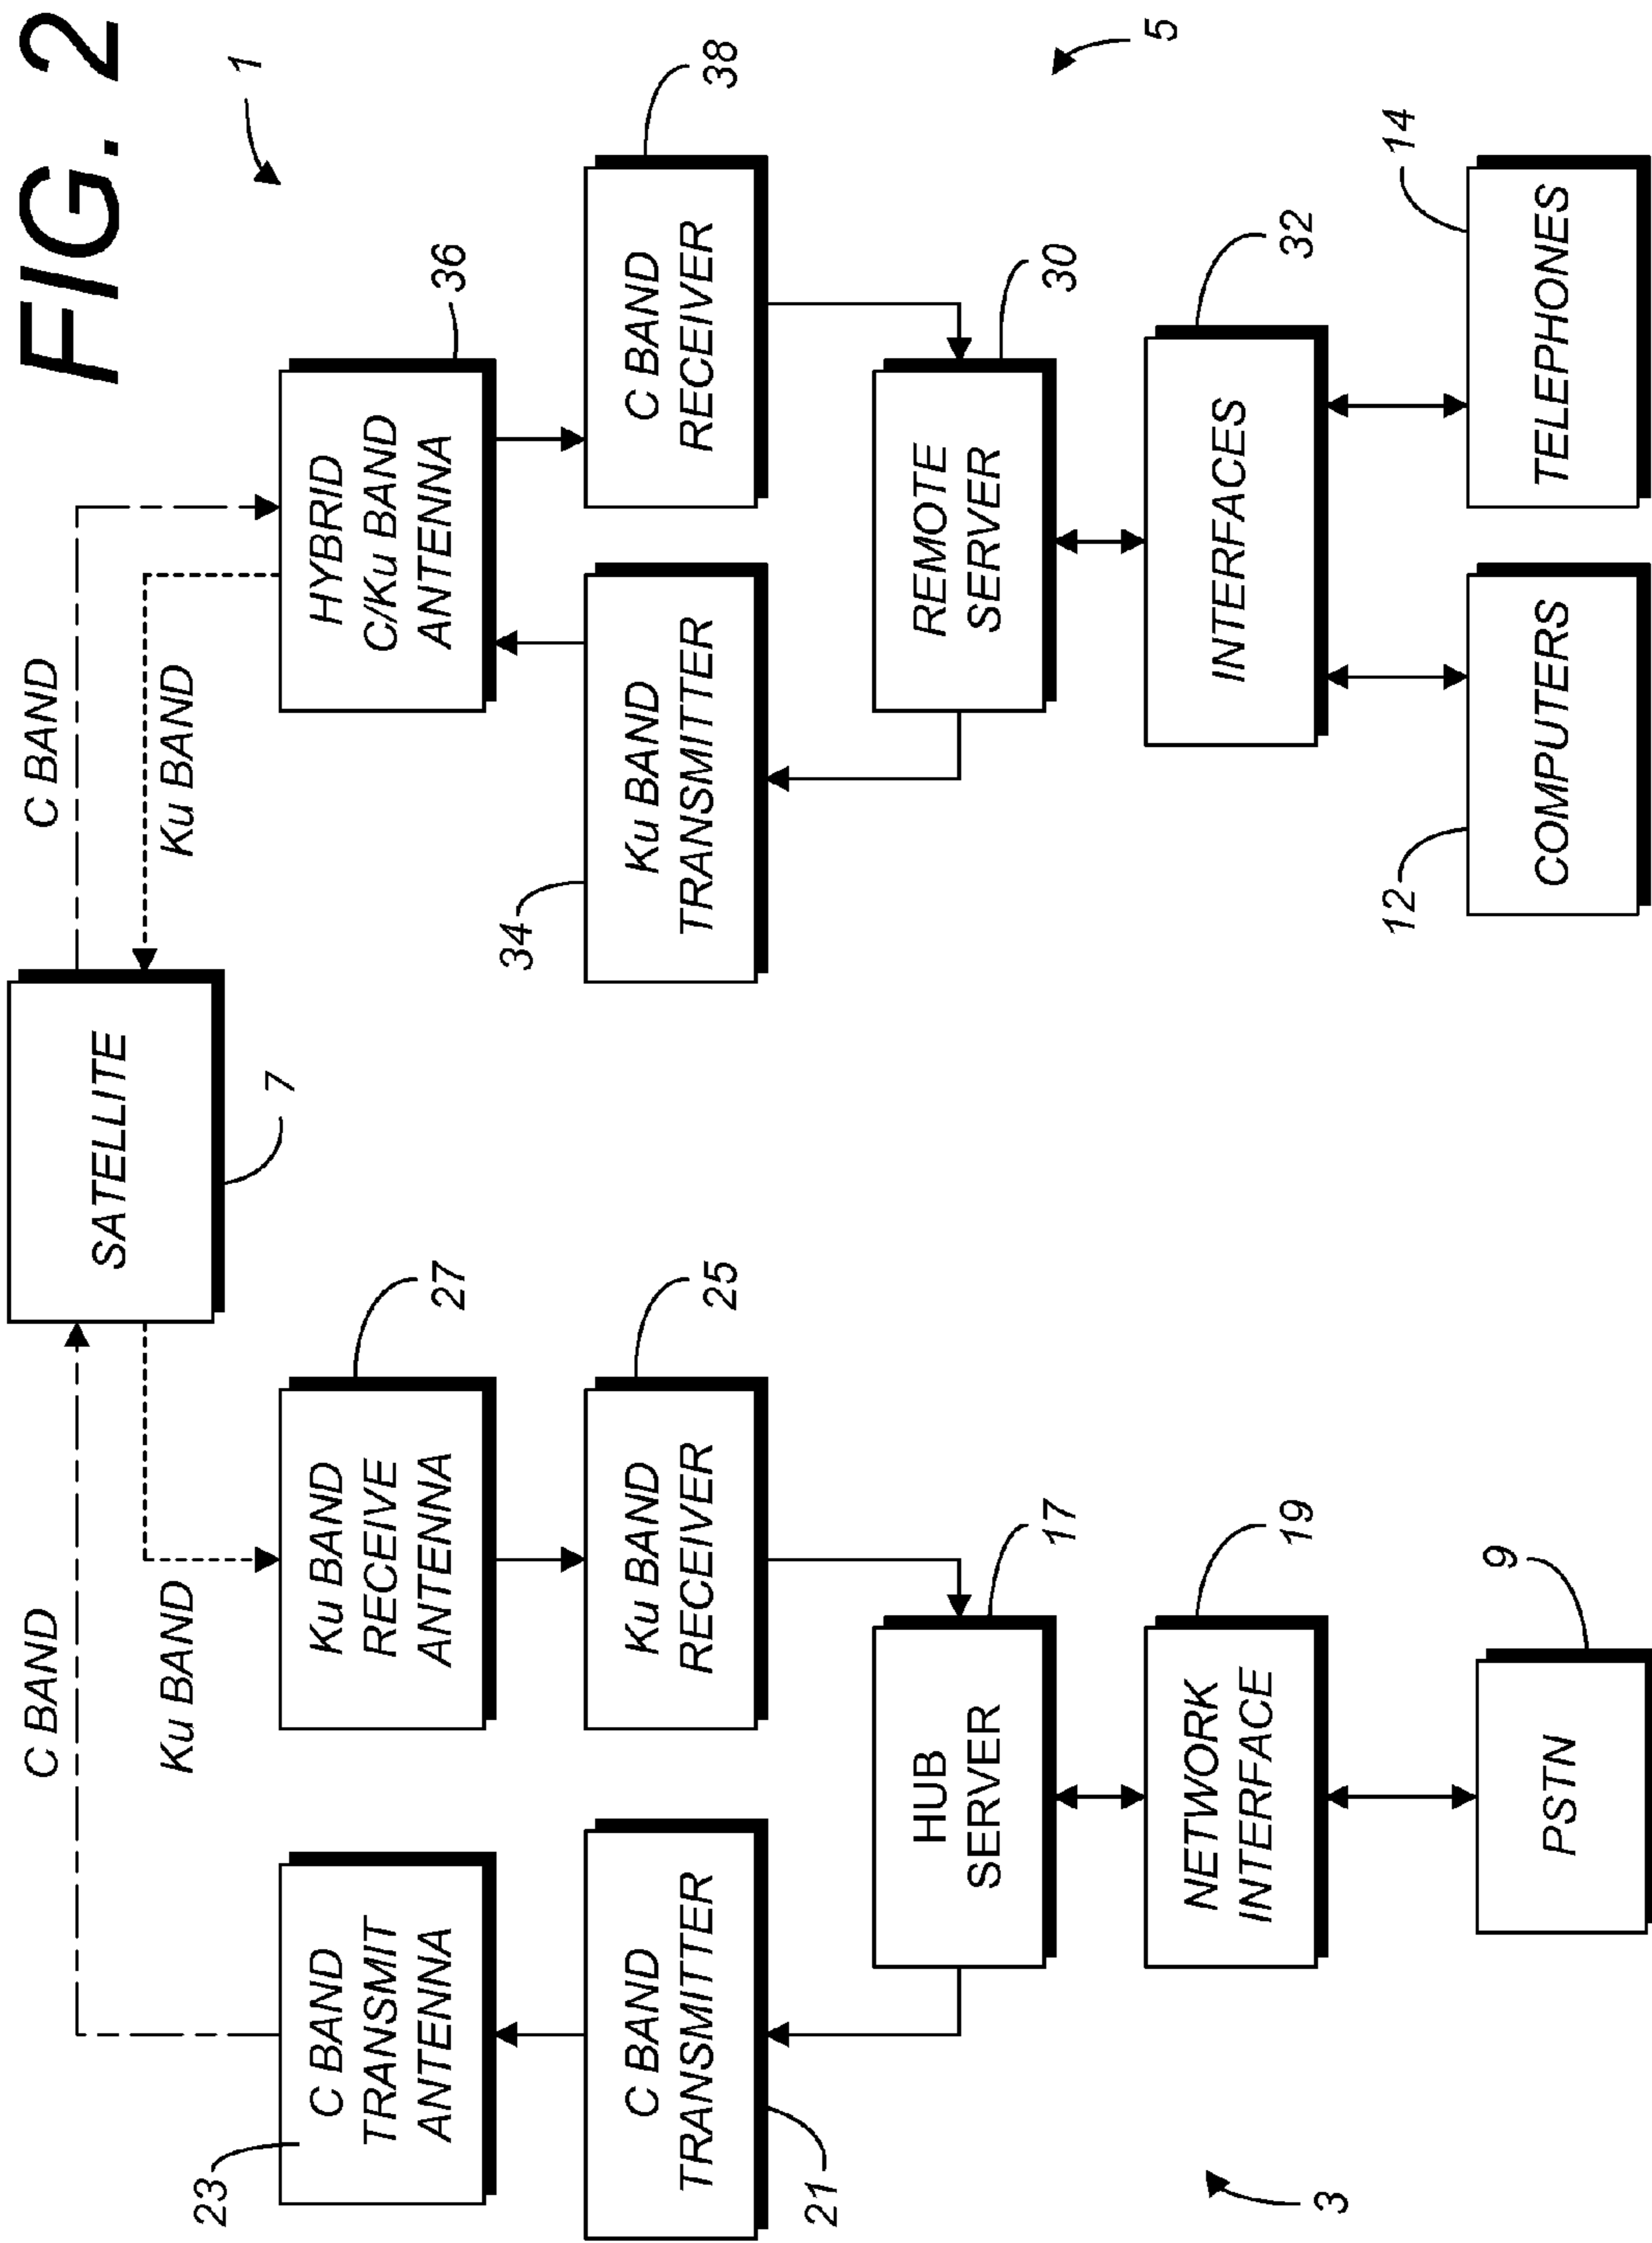 FIG. 2
1
C BAND
C BAND
SATELLITE
7
Ku BAND
Ku BAND
23
C BAND
TRANSMIT
ANTENNA
Ku BAND
RECEIVE
ANTENNA
27
HYBRID
C/Ku BAND
ANTENNA
36
C BAND
TRANSMITTER
21
Ku BAND
RECEIVER
25
34
Ku BAND
TRANSMITTER
C BAND
RECEIVER
38
HUB
SERVER
17
REMOTE
SERVER
30
3
NETWORK
INTERFACE
19
INTERFACES
32
5
PSTN
9
12
COMPUTERS
TELEPHONES
14